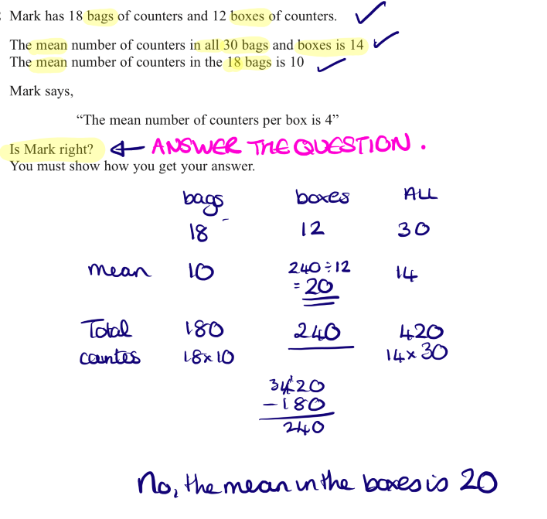 Mark has 18 bags of counters and 12 boxes of counters.
The mean number of counters in all 30 bags and boxes is 14
The mean number of counters in the 18 bags is 10
Mark says,
"The mean number of counters per box is 4"
Is Mark right? ← ANSWER THE QUESTION.
You must show how you get your answer.
bags boxes ALL
18 12 30
mean 10 240÷12 14
= 20
Total 180 240 420
countes 18×10 14×30
3 1
420
-180
240
No, the mean in the boxes is 20